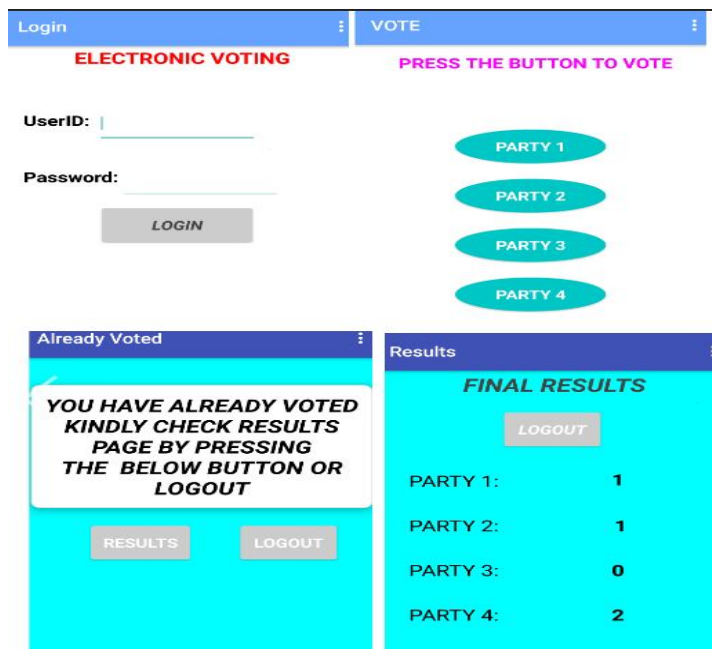 Login
ELECTRONIC VOTING
UserID:
Password:
LOGIN
VOTE
PRESS THE BUTTON TO VOTE
PARTY 1
PARTY 2
PARTY 3
PARTY 4
Already Voted
YOU HAVE ALREADY VOTED
KINDLY CHECK RESULTS
PAGE BY PRESSING
THE BELOW BUTTON OR
LOGOUT
RESULTS LOGOUT
Results
FINAL RESULTS
LOGOUT
PARTY 1: 1
PARTY 2: 1
PARTY 3: 0
PARTY 4: 2